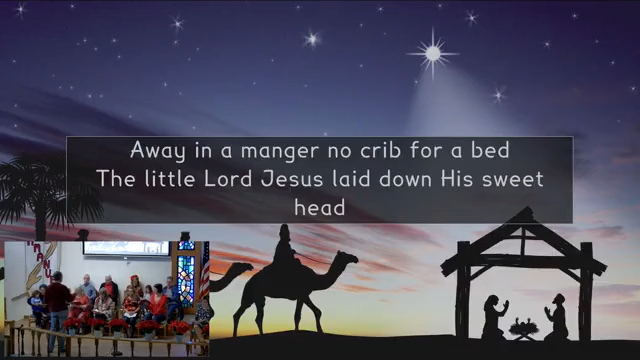 Away in a manger no crib for a bed
The little Lord Jesus laid down His sweet
head